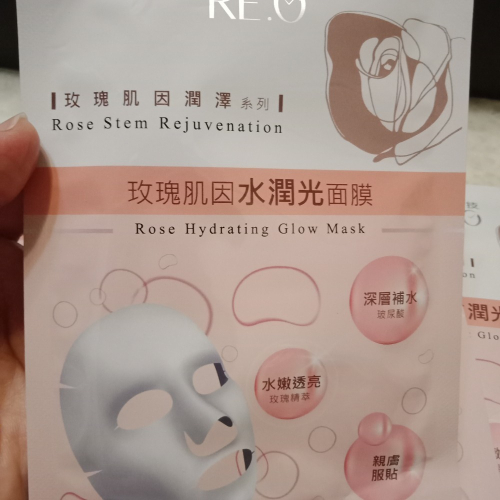 RE.O
玫瑰肌因潤澤系列
Rose Stem Rejuvenation
玫瑰肌因水潤光面膜
Rose Hydrating Glow Mask
深層補水
玻尿酸
水嫩透亮
玫瑰精萃
親膚
服貼
潤光
Glo